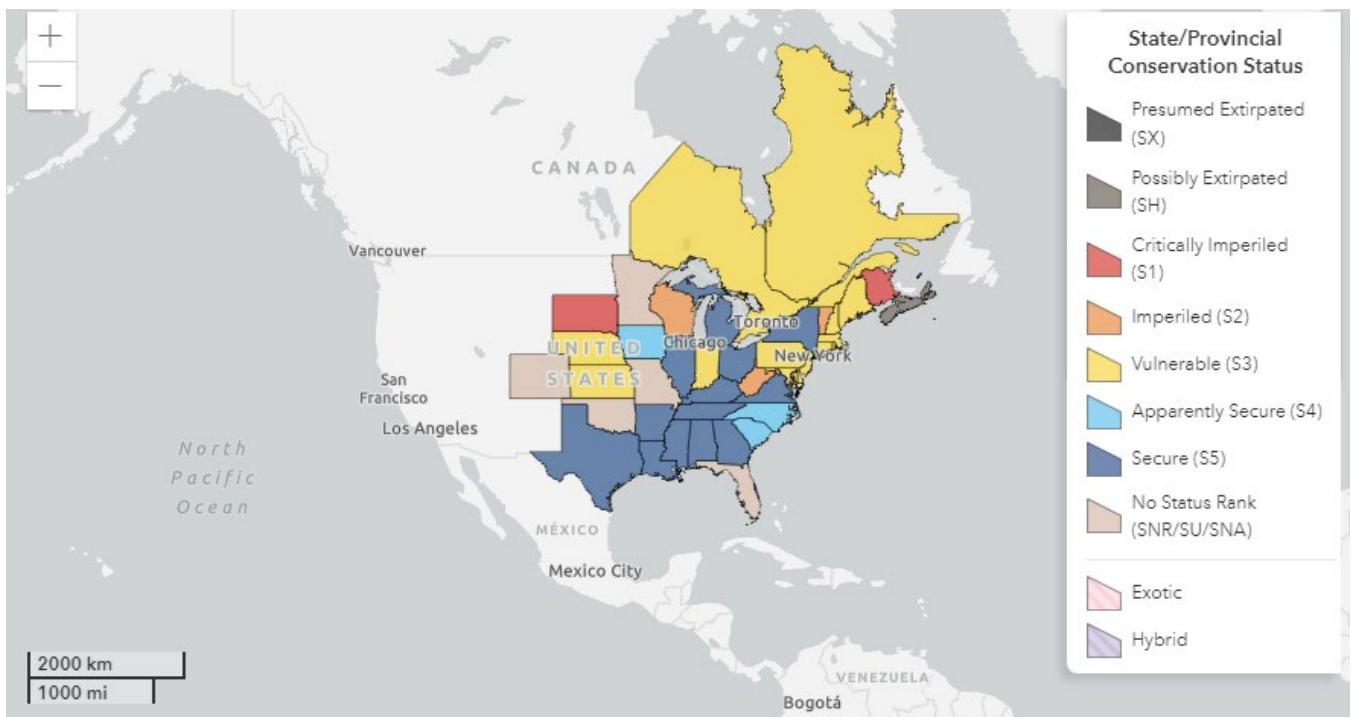 +
−
CANADA
Vancouver
Toronto
Chicago
UNITED
New York
STATES
San
Francisco
Los Angeles
North
Pacific
Ocean
MÉXICO
Mexico City
2000 km
1000 mi
VENEZUELA
Bogotá
State/Provincial
Conservation Status
Presumed Extirpated
(SX)
Possibly Extirpated
(SH)
Critically Imperiled
(S1)
Imperiled (S2)
Vulnerable (S3)
Apparently Secure (S4)
Secure (S5)
No Status Rank
(SNR/SU/SNA)
Exotic
Hybrid